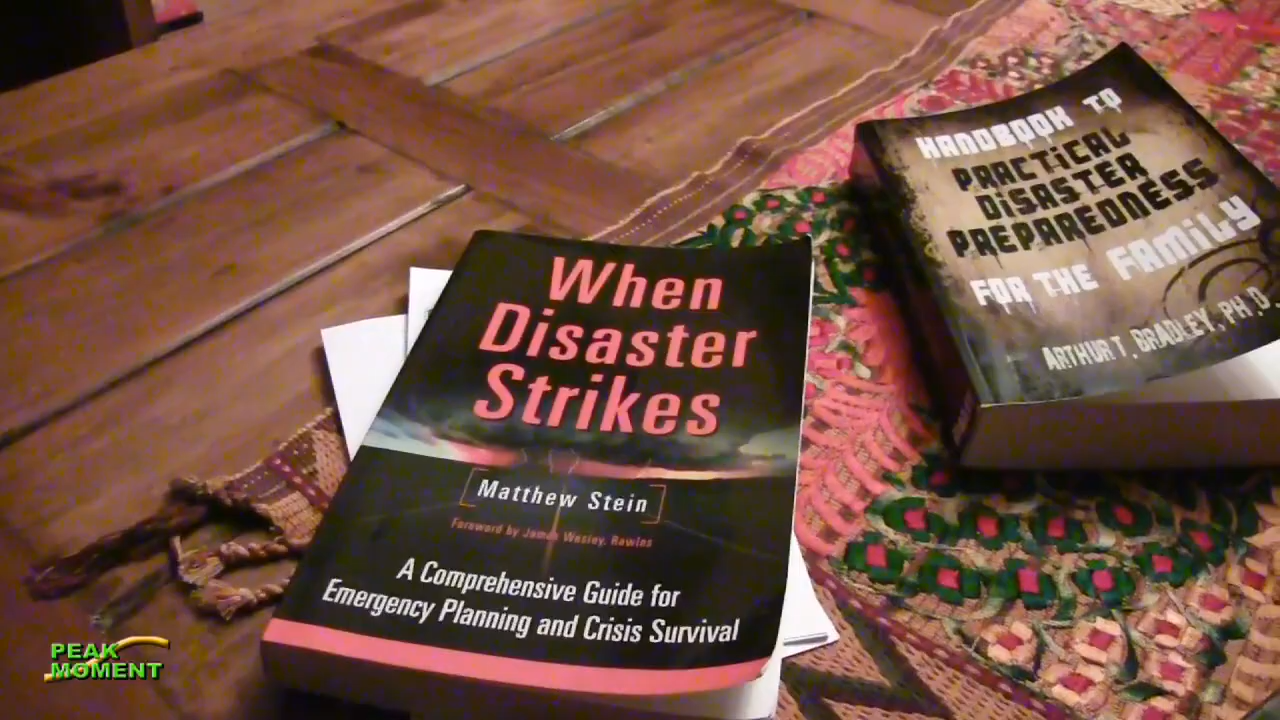 When
Disaster
Strikes
Matthew Stein
Foreword by James Wesley, Rawles
A Comprehensive Guide for
Emergency Planning and Crisis Survival
HANDBOOK TO
PRACTICAL
DISASTER
PREPAREDNESS
FOR THE FAMILY
ARTHUR T. BRADLEY, PH.D.
PEAK
MOMENT